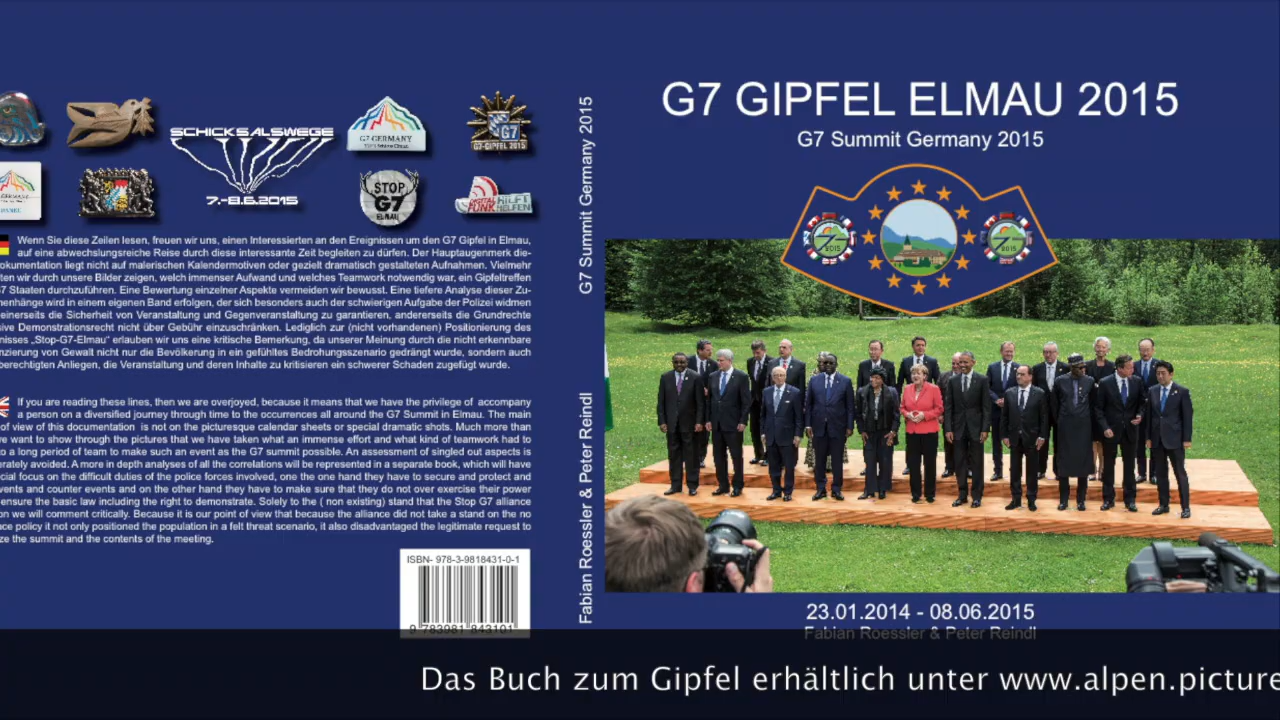 SCHICKSALSWEGE
7.-8.6.2015
G7 GERMANY
G7
G7-GIPFEL 2015
STOP
G7
ELMAU
HILFT
HELFEN
Wenn Sie diese Zeilen lesen, freuen wir uns, einen Interessierten an den Ereignissen um den G7 Gipfel in Elmau,
auf eine abwechslungsreiche Reise durch diese interessante Zeit begleiten zu dürfen. Der Hauptaugenmerk die-
okumentation liegt nicht auf malerischen Kalendermotiven oder gezielt dramatisch gestalteten Aufnahmen. Vielmehr
ten wir durch unsere Bilder zeigen, welch immenser Aufwand und welches Teamwork notwendig war, ein Gipfeltreffen
G7 Staaten durchzuführen. Eine Bewertung einzelner Aspekte vermeiden wir bewusst. Eine tiefere Analyse dieser Zu-
menhänge wird in einem eigenen Band erfolgen, der sich besonders auch der schwierigen Aufgabe der Polizei widmen
einerseits die Sicherheit von Veranstaltung und Gegenveranstaltung zu garantieren, andererseits die Grundrechte
sive Demonstrationsrecht nicht über Gebühr einzuschränken. Lediglich zur (nicht vorhandenen) Positionierung des
nisses „Stop-G7-Elmau“ erlauben wir uns eine kritische Bemerkung, da unserer Meinung durch die nicht erkennbare
nzierung von Gewalt nicht nur die Bevölkerung in ein gefühltes Bedrohungsszenario gedrängt wurde, sondern auch
berechtigten Anliegen, die Veranstaltung und deren Inhalte zu kritisieren ein schwerer Schaden zugefügt wurde.
If you are reading these lines, then we are overjoyed, because it means that we have the privilege of accompany
a person on a diversified journey through time to the occurrences all around the G7 Summit in Elmau. The main
of view of this documentation is not on the picturesque calendar sheets or special dramatic shots. Much more than
e want to show through the pictures that we have taken what an immense effort and what kind of teamwork had to
o a long period of team to make such an event as the G7 summit possible. An assessment of singled out aspects is
erately avoided. A more in depth analyses of all the correlations will be represented in a separate book, which will have
cial focus on the difficult duties of the police forces involved, one the one hand they have to secure and protect and
vents and counter events and on the other hand they have to make sure that they do not over exercise their power
ensure the basic law including the right to demonstrate. Solely to the ( non existing) stand that the Stop G7 alliance
on we will comment critically. Because it is our point of view that because the alliance did not take a stand on the no
ce policy it not only positioned the population in a felt threat scenario, it also disadvantaged the legitimate request to
ze the summit and the contents of the meeting.
ISBN- 978-3-9818431-0-1
9 783981 843101
G7 Summit Germany 2015
Fabian Roessler & Peter Reindl
G7 GIPFEL ELMAU 2015
G7 Summit Germany 2015
2015
2015
23.01.2014 - 08.06.2015
Fabian Roessler & Peter Reindl
Das Buch zum Gipfel erhältlich unter www.alpen.picture